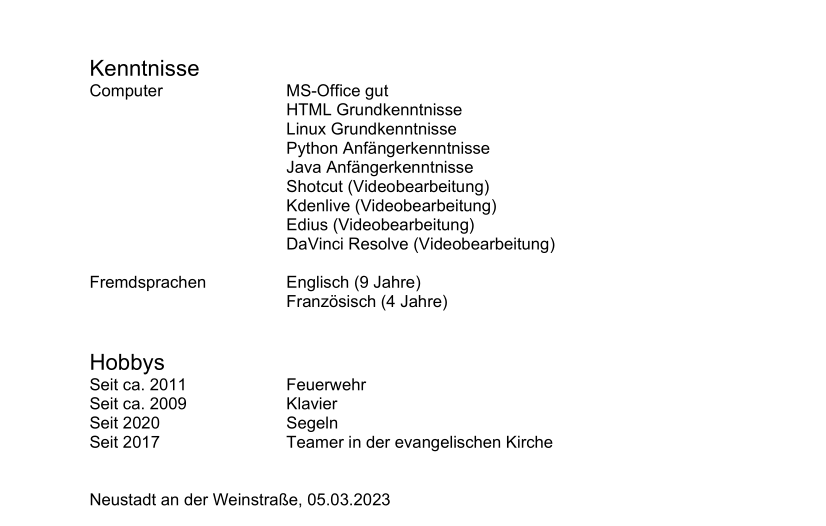 Kenntnisse
Computer MS-Office gut
HTML Grundkenntnisse
Linux Grundkenntnisse
Python Anfängerkenntnisse
Java Anfängerkenntnisse
Shotcut (Videobearbeitung)
Kdenlive (Videobearbeitung)
Edius (Videobearbeitung)
DaVinci Resolve (Videobearbeitung)
Fremdsprachen Englisch (9 Jahre)
Französisch (4 Jahre)
Hobbys
Seit ca. 2011 Feuerwehr
Seit ca. 2009 Klavier
Seit 2020 Segeln
Seit 2017 Teamer in der evangelischen Kirche
Neustadt an der Weinstraße, 05.03.2023